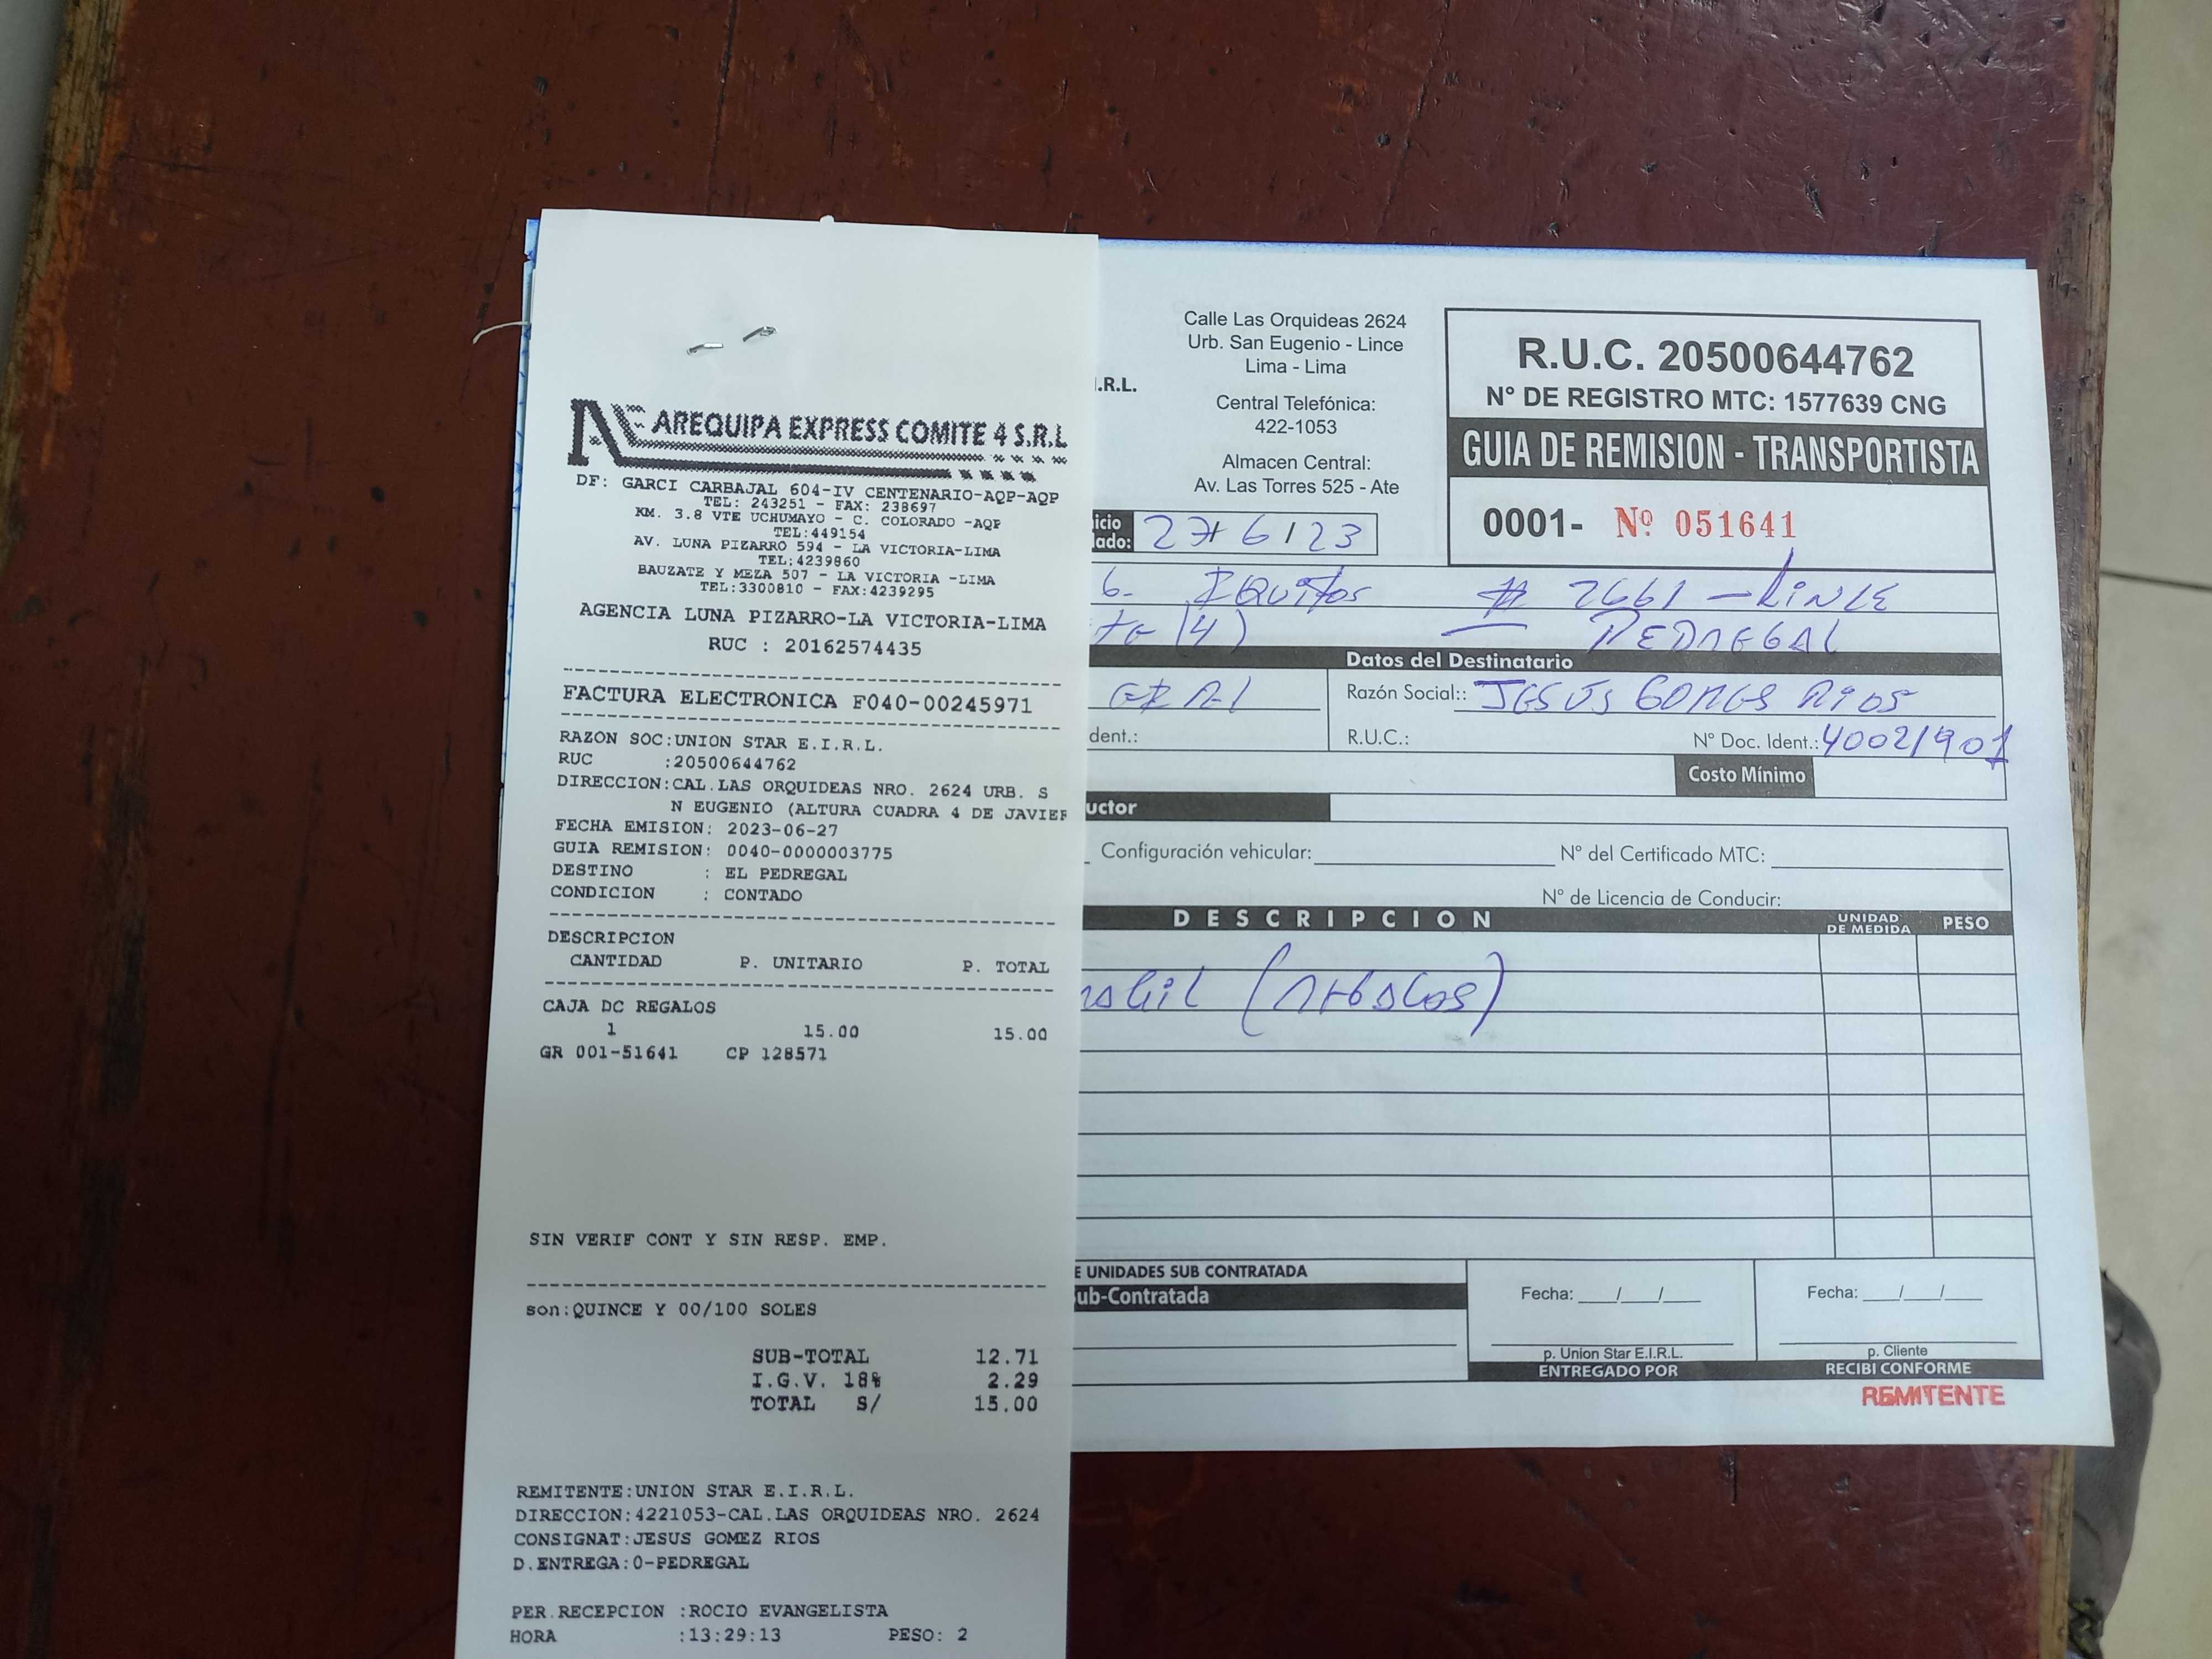 AREQUIPA EXPRESS COMITE 4 S.R.L
DF: GARCI CARBAJAL 604-IV CENTENARIO-AQP-AQP
TEL: 243251 - FAX: 238697
KM. 3.8 VTE UCHUMAYO - C. COLORADO -AQP
TEL:449154
AV. LUNA PIZARRO 594 - LA VICTORIA-LIMA
TEL:4239860
BAUZATE Y MEZA 507 - LA VICTORIA -LIMA
TEL:3300810 - FAX:4239295
AGENCIA LUNA PIZARRO-LA VICTORIA-LIMA
RUC : 20162574435
FACTURA ELECTRONICA F040-00245971
RAZON SOC:UNION STAR E.I.R.L.
RUC :20500644762
DIRECCION:CAL.LAS ORQUIDEAS NRO. 2624 URB. S
N EUGENIO (ALTURA CUADRA 4 DE JAVIER
FECHA EMISION: 2023-06-27
GUIA REMISION: 0040-0000003775
DESTINO : EL PEDREGAL
CONDICION : CONTADO
DESCRIPCION
CANTIDAD P. UNITARIO P. TOTAL
CAJA DC REGALOS
1 15.00 15.00
GR 001-51641 CP 128571
SIN VERIF CONT Y SIN RESP. EMP.
son:QUINCE Y 00/100 SOLES
SUB-TOTAL 12.71
I.G.V. 18% 2.29
TOTAL S/ 15.00
REMITENTE:UNION STAR E.I.R.L.
DIRECCION:4221053-CAL.LAS ORQUIDEAS NRO. 2624
CONSIGNAT:JESUS GOMEZ RIOS
D.ENTREGA:0-PEDREGAL
PER.RECEPCION :ROCIO EVANGELISTA
HORA :13:29:13 PESO: 2
.R.L.
Calle Las Orquideas 2624
Urb. San Eugenio - Lince
Lima - Lima
Central Telefónica:
422-1053
Almacen Central:
Av. Las Torres 525 - Ate
R.U.C. 20500644762
N° DE REGISTRO MTC: 1577639 CNG
GUIA DE REMISION - TRANSPORTISTA
0001- Nº 051641
icio
lado: 27/6/23
6. Iquitos # 2661 - Lince
(4) - PEDREGAL
Datos del Destinatario
Razón Social:: JESÚS GOMES RIOS
dent.: R.U.C.: N° Doc. Ident.: 40021901
Costo Mínimo
uctor
Configuración vehicular: N° del Certificado MTC:
N° de Licencia de Conducir:
DESCRIPCION UNIDAD DE MEDIDA PESO
E UNIDADES SUB CONTRATADA
ub-Contratada
Fecha: / / Fecha: / /
p. Union Star E.I.R.L. p. Cliente
ENTREGADO POR RECIBI CONFORME
REMITENTE